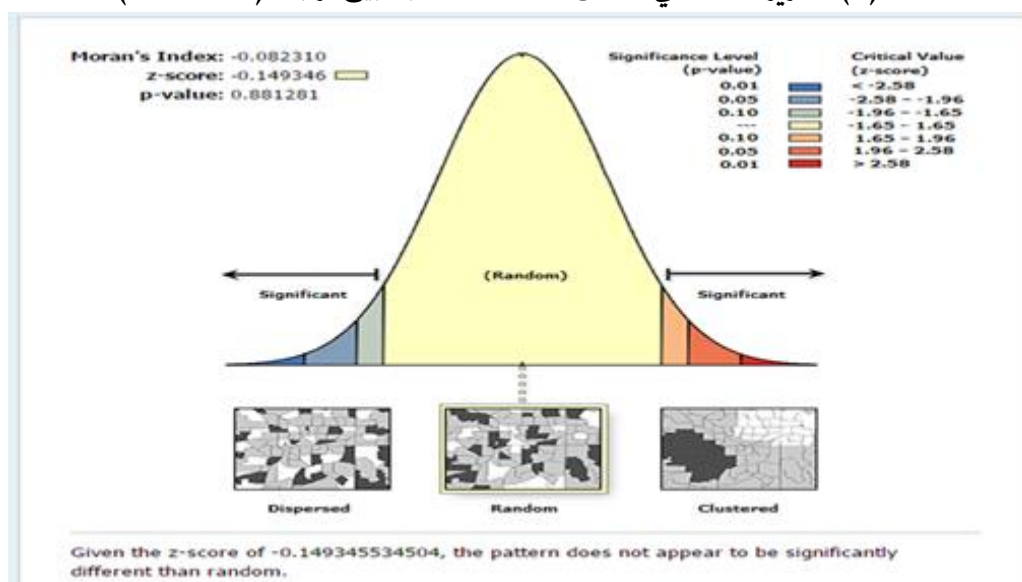 Moran's Index: -0.082310
z-score: -0.149346
p-value: 0.881281
Significance Level
(p-value)
0.01
0.05
0.10
---
0.10
0.05
0.01
Critical Value
(z-score)
< -2.58
-2.58 - -1.96
-1.96 - -1.65
-1.65 - 1.65
1.65 - 1.96
1.96 - 2.58
> 2.58
(Random)
Significant
Significant
Dispersed
Random
Clustered
Given the z-score of -0.149345534504, the pattern does not appear to be significantly
different than random.